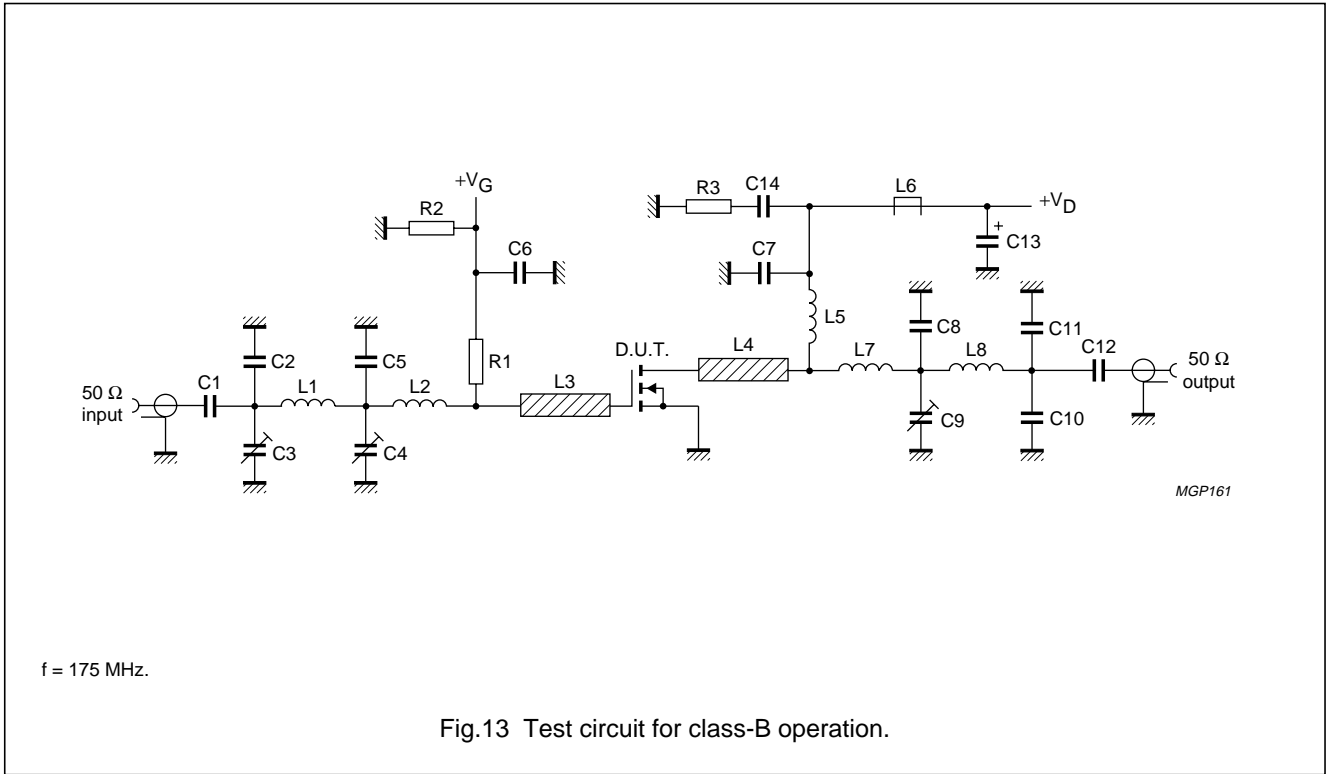 +VG
R2
C6
R1
R3
C14
L6
+VD
C13
C7
L5
C2
C5
C1
L1
L2
50 Ω
input
C3
C4
L3
D.U.T.
L4
L7
C8
L8
C11
C12
50 Ω
output
C9
C10
MGP161
f = 175 MHz.
Fig.13 Test circuit for class-B operation.